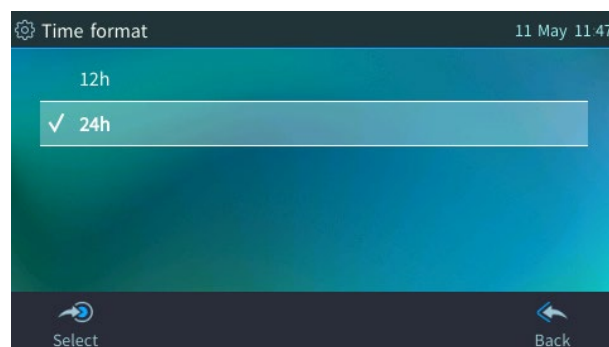 Time format
11 May 11:47
12h
✓ 24h
Select
Back